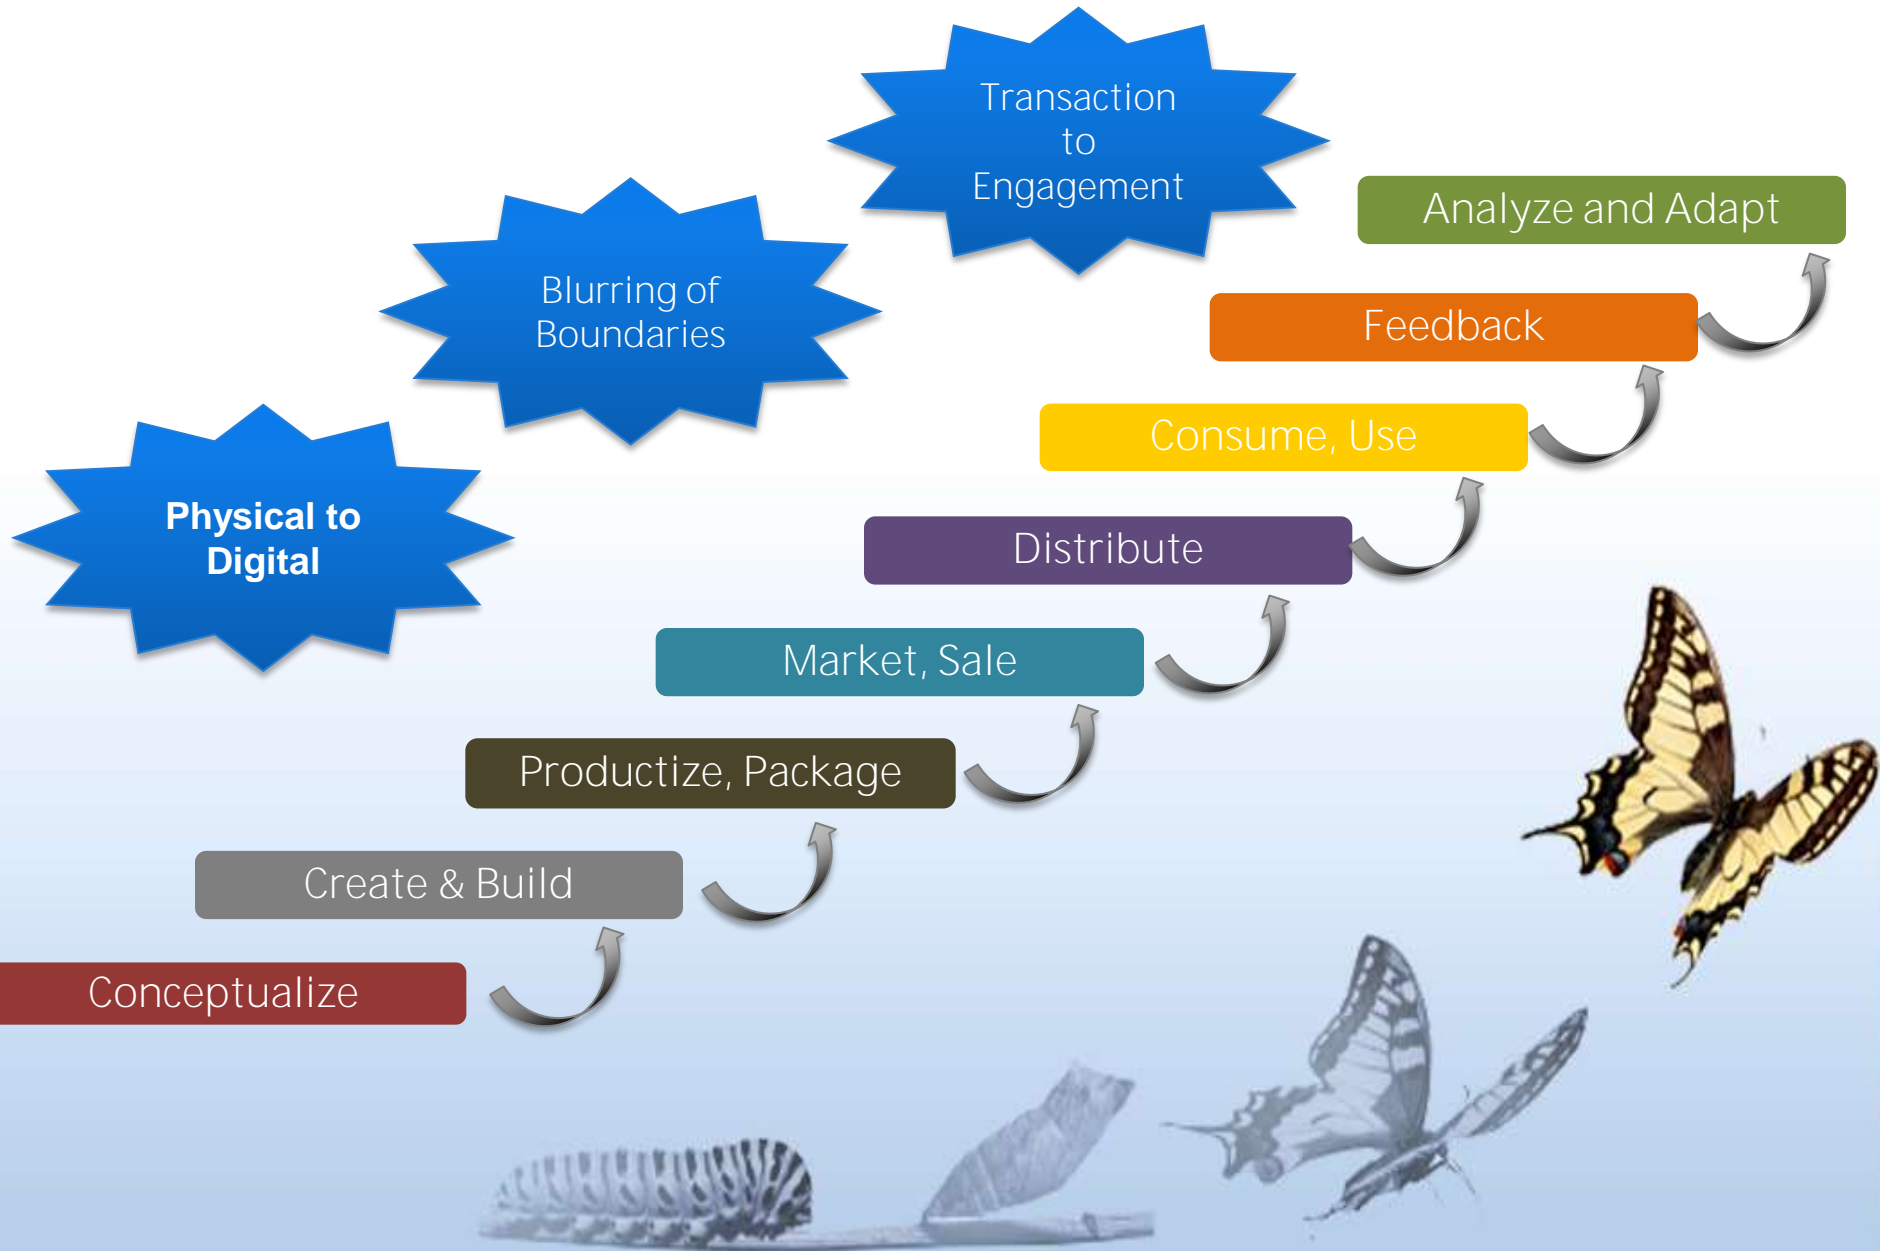 Transaction
to
Engagement
Analyze and Adapt
Blurring of
Boundaries
Feedback
Consume, Use
Physical to
Digital
Distribute
Market, Sale
Productize, Package
Create & Build
Conceptualize